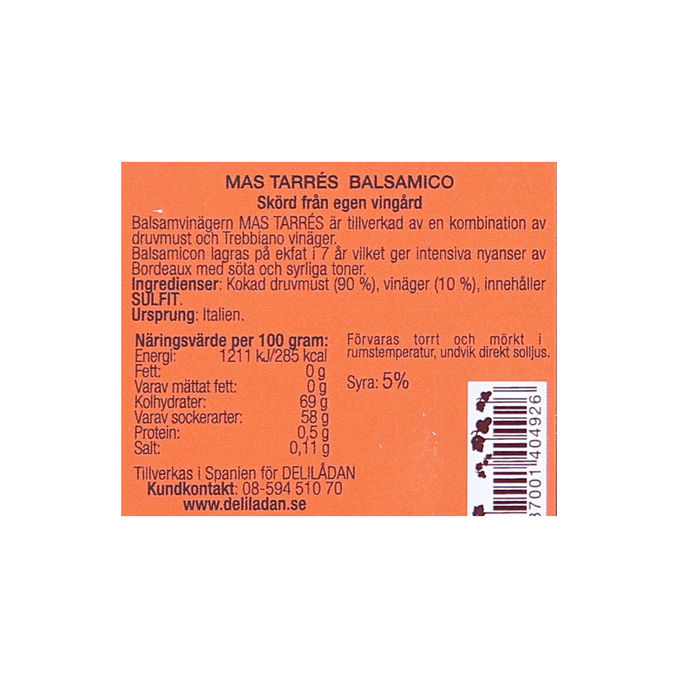 MAS TARRÉS BALSAMICO
Skörd från egen vingård
Balsamvinägern MAS TARRÉS är tillverkad av en kombination av
druvmust och Trebbiano vinäger.
Balsamicon lagras på ekfat i 7 år vilket ger intensiva nyanser av
Bordeaux med söta och syrliga toner.
Ingredienser: Kokad druvmust (90 %), vinäger (10 %), innehåller
SULFIT.
Ursprung: Italien.
Näringsvärde per 100 gram:
Energi: 1211 kJ/285 kcal
Fett: 0 g
Varav mättat fett: 0 g
Kolhydrater: 69 g
Varav sockerarter: 58 g
Protein: 0,5 g
Salt: 0,11 g
Förvaras torrt och mörkt i
rumstemperatur, undvik direkt solljus.
Syra: 5%
Tillverkas i Spanien för DELILÅDAN
Kundkontakt: 08-594 510 70
www.deliladan.se
37001 404926